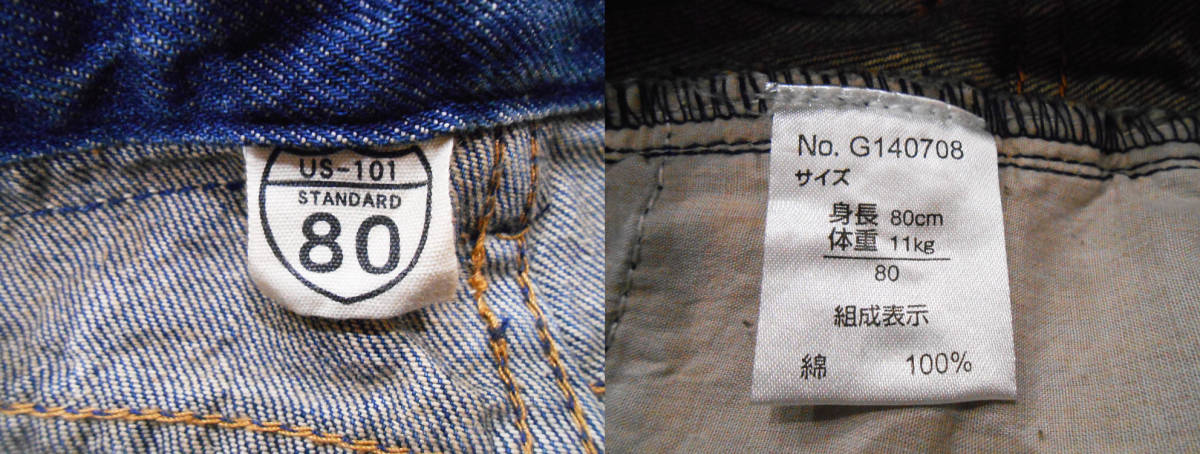 US-101
STANDARD
80
No. G140708
サイズ
身長 80cm
体重 11kg
80
組成表示
綿 100%